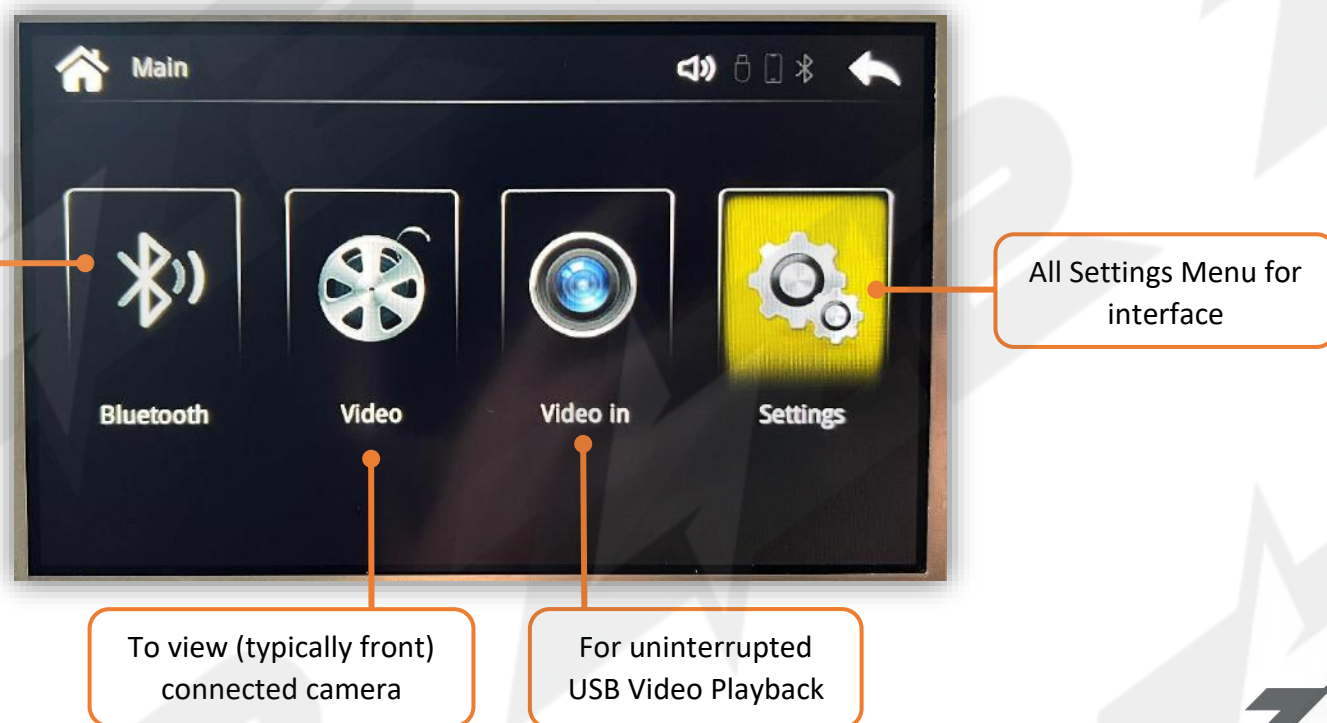 Main
Bluetooth
Video
Video in
Settings
All Settings Menu for
interface
To view (typically front)
connected camera
For uninterrupted
USB Video Playback